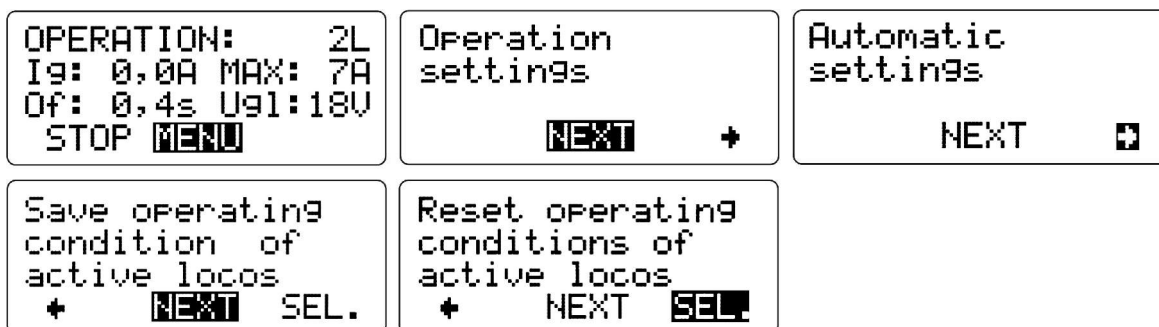 OPERATION: 2L
Ig: 0,0A MAX: 7A
Of: 0,4s Ugl:18V
STOP MENU
Operation
settings
NEXT →
Automatic
settings
NEXT →
Save operating
condition of
active locos
← NEXT SEL.
Reset operating
conditions of
active locos
← NEXT SEL.